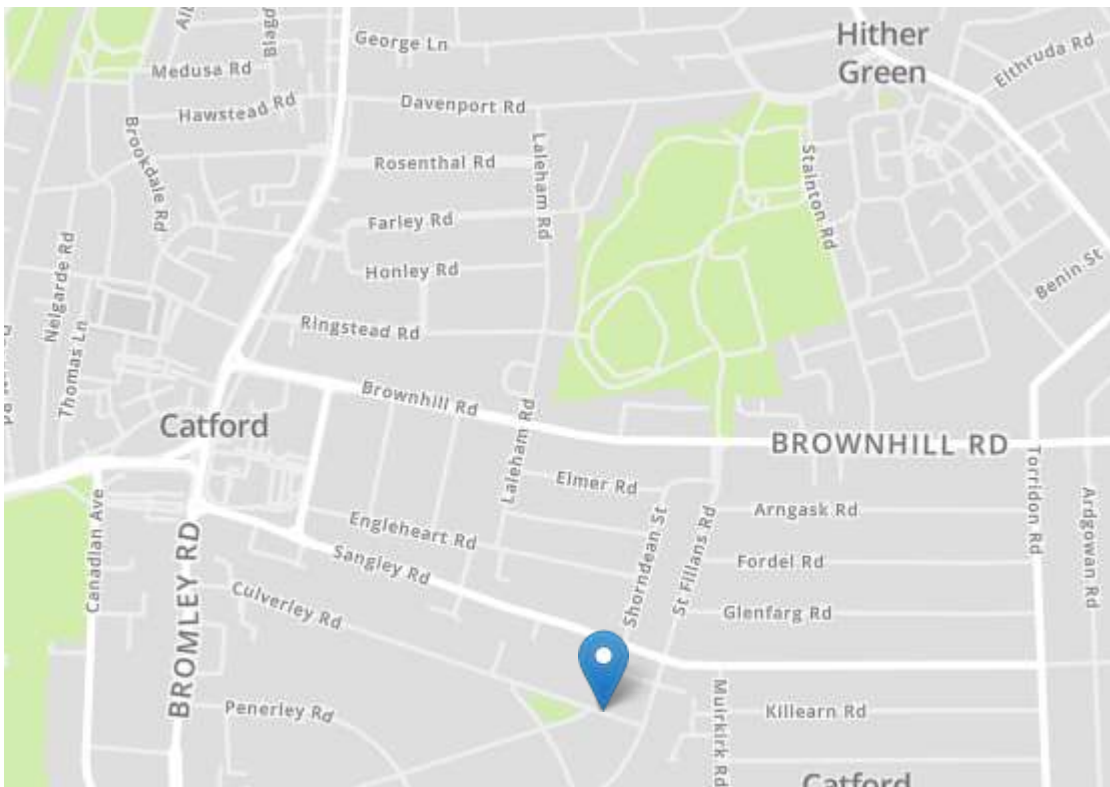 George Ln
Hither
Green
Elthruda Rd
Medusa Rd
Hawstead Rd
Davenport Rd
Brookdale Rd
Rosenthal Rd
Laleham Rd
Stainton Rd
Farley Rd
Nelgarde Rd
Honley Rd
Benin St
Thomas Ln
Ringstead Rd
Brownhill Rd
Catford
BROWNHILL RD
Laleham Rd
Elmer Rd
Torridon Rd
Canadian Ave
Arngask Rd
Ardgowan Rd
Engleheart Rd
BROMLEY RD
Sangley Rd
Shorndean St
St Fillans Rd
Fordel Rd
Culverley Rd
Glenfarg Rd
Penerley Rd
Muirkirk Rd
Killearn Rd
Catford